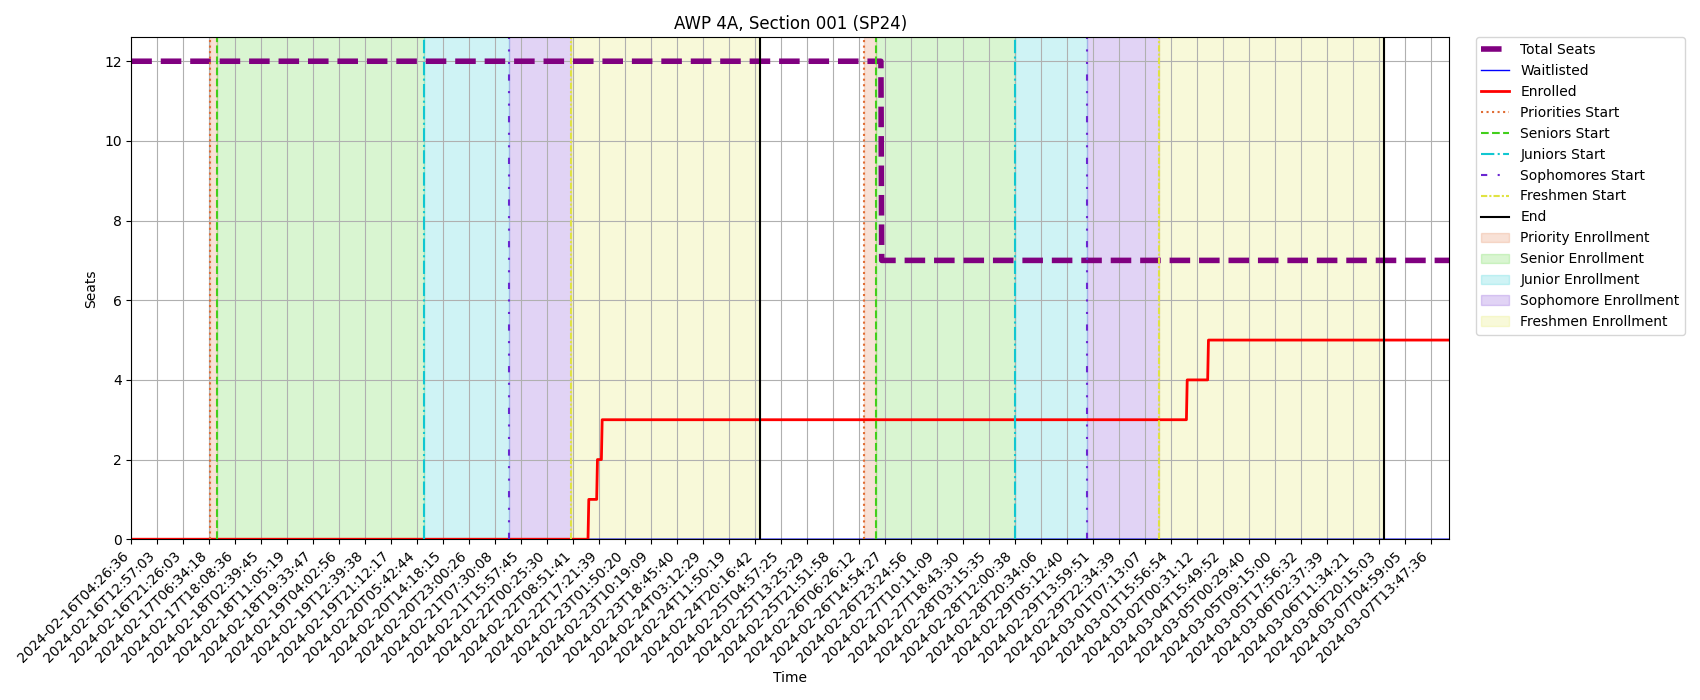 AWP 4A, Section 001 (SP24)
Seats
12
10
8
6
4
2
0
2024-02-16T04:26:36
2024-02-16T12:57:03
2024-02-16T21:26:03
2024-02-17T06:34:18
2024-02-17T18:08:36
2024-02-18T02:39:45
2024-02-18T11:05:19
2024-02-18T19:33:47
2024-02-19T04:02:56
2024-02-19T12:39:38
2024-02-19T21:12:17
2024-02-20T05:42:44
2024-02-20T14:18:15
2024-02-20T23:00:26
2024-02-21T07:30:08
2024-02-21T15:57:45
2024-02-22T00:25:30
2024-02-22T08:51:41
2024-02-22T17:21:39
2024-02-23T01:50:20
2024-02-23T10:19:09
2024-02-23T18:45:40
2024-02-24T03:12:29
2024-02-24T11:50:19
2024-02-24T20:16:42
2024-02-25T04:57:25
2024-02-25T13:25:29
2024-02-25T21:51:58
2024-02-26T06:26:12
2024-02-26T14:54:27
2024-02-26T23:24:56
2024-02-27T10:11:09
2024-02-27T18:43:30
2024-02-28T03:15:35
2024-02-28T12:00:38
2024-02-28T20:34:06
2024-02-29T05:12:40
2024-02-29T13:59:51
2024-02-29T22:34:39
2024-03-01T07:13:07
2024-03-01T15:56:54
2024-03-02T00:31:12
2024-03-04T15:49:52
2024-03-05T00:29:40
2024-03-05T09:15:00
2024-03-05T17:56:32
2024-03-06T02:37:39
2024-03-06T11:34:21
2024-03-06T20:15:03
2024-03-07T04:59:05
2024-03-07T13:47:36
Time
Total Seats
Waitlisted
Enrolled
Priorities Start
Seniors Start
Juniors Start
Sophomores Start
Freshmen Start
End
Priority Enrollment
Senior Enrollment
Junior Enrollment
Sophomore Enrollment
Freshmen Enrollment